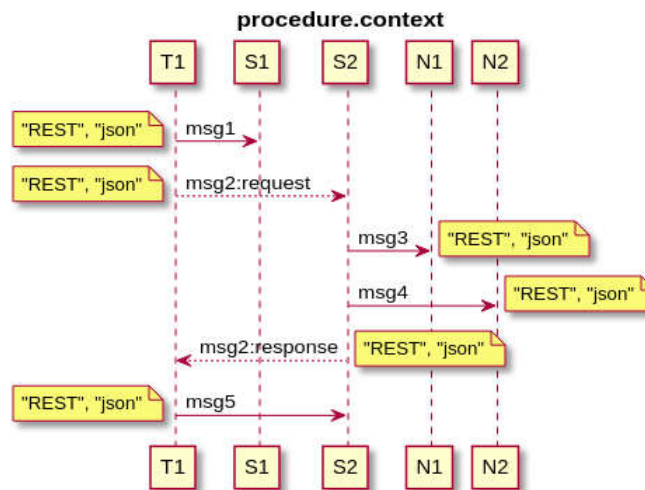 procedure.context
T1 S1 S2 N1 N2
"REST", "json" msg1
"REST", "json" msg2:request
msg3 "REST", "json"
msg4 "REST", "json"
msg2:response "REST", "json"
"REST", "json" msg5
T1 S1 S2 N1 N2